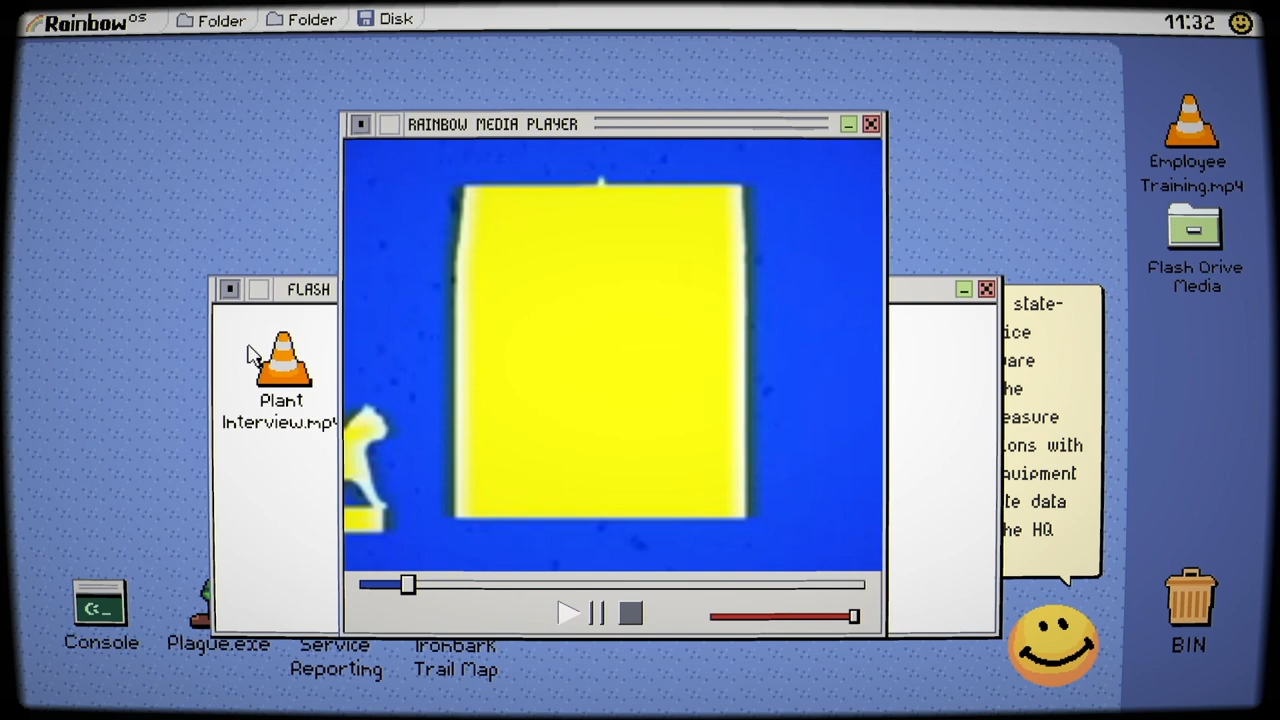 Rainbow OS
Folder
Folder
Disk
11:32
RAINBOW MEDIA PLAYER
Employee
Training.mp4
Flash Drive
Media
FLASH
Plant
Interview.mp4
state-
ice
are
he
easure
ions with
quipment
te data
he HQ
C:_
Console
Plague.exe
Service
Reporting
Ironbark
Trail Map
BIN